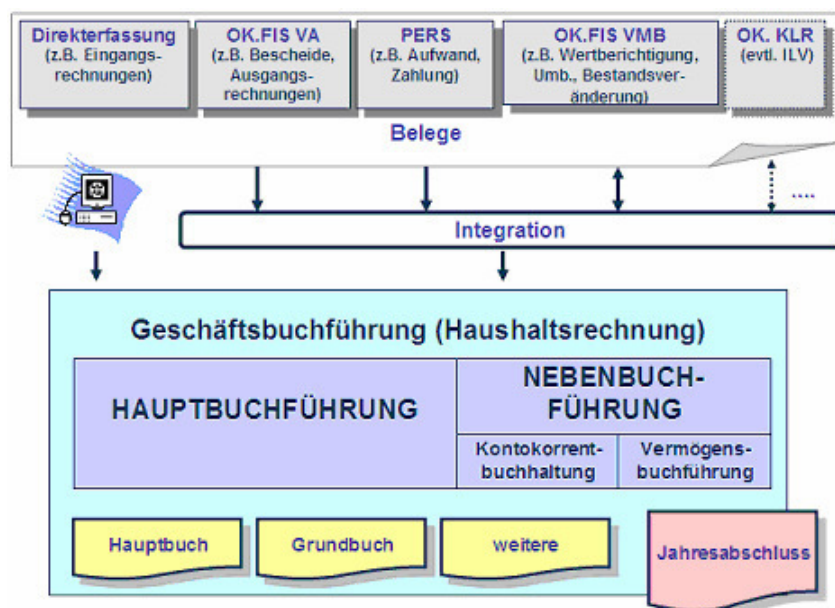 Direkterfassung
(z.B. Eingangs-
rechnungen)
OK.FIS VA
(z.B. Bescheide,
Ausgangs-
rechnungen)
PERS
(z.B. Aufwand,
Zahlung)
OK.FIS VMB
(z.B. Wertberichtigung,
Umb., Bestandsver-
änderung)
OK. KLR
(evtl. ILV)
Belege
....
Integration
Geschäftsbuchführung (Haushaltsrechnung)
HAUPTBUCHFÜHRUNG
NEBENBUCH-
FÜHRUNG
Kontokorrent-
buchhaltung
Vermögens-
buchführung
Hauptbuch
Grundbuch
weitere
Jahresabschluss